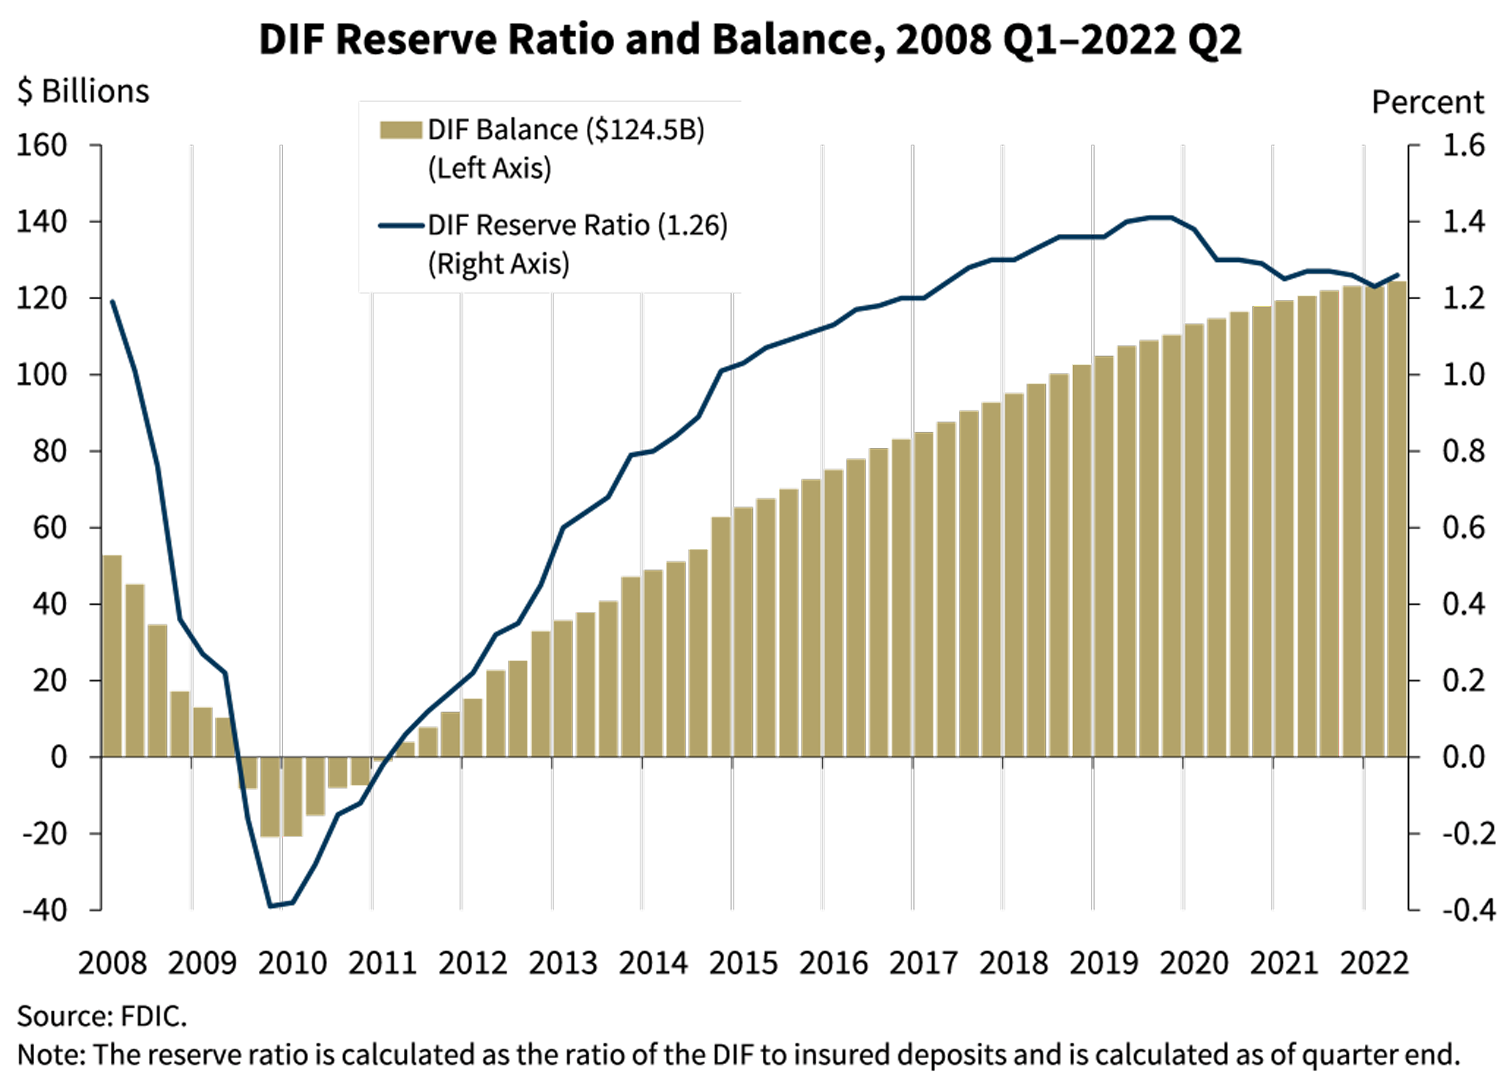 DIF Reserve Ratio and Balance, 2008 Q1–2022 Q2
$ Billions
Percent
DIF Balance ($124.5B)
(Left Axis)
DIF Reserve Ratio (1.26)
(Right Axis)
160
140
120
100
80
60
40
20
0
-20
-40
1.6
1.4
1.2
1.0
0.8
0.6
0.4
0.2
0.0
-0.2
-0.4
2008 2009 2010 2011 2012 2013 2014 2015 2016 2017 2018 2019 2020 2021 2022
Source: FDIC.
Note: The reserve ratio is calculated as the ratio of the DIF to insured deposits and is calculated as of quarter end.